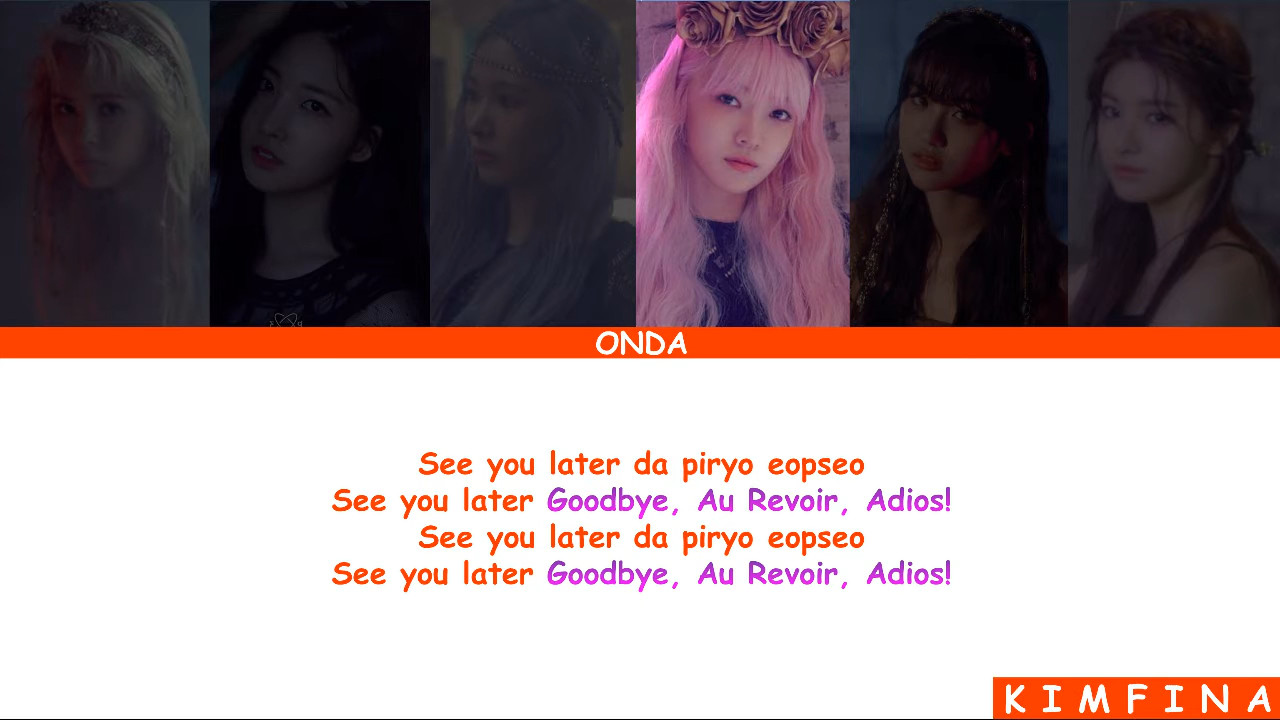 ONDA
See you later da piryo eopseo
See you later Goodbye, Au Revoir, Adios!
See you later da piryo eopseo
See you later Goodbye, Au Revoir, Adios!
KIMFINA